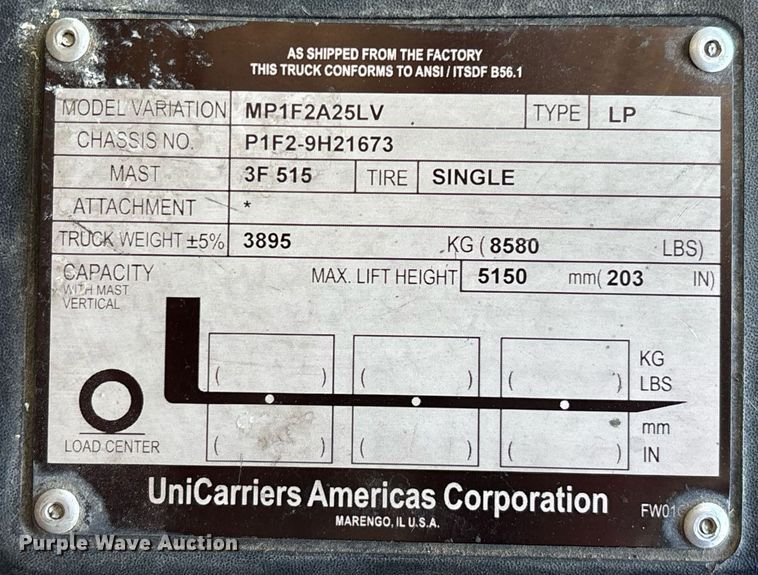 AS SHIPPED FROM THE FACTORY
THIS TRUCK CONFORMS TO ANSI / ITSDF B56.1
MODEL VARIATION MP1F2A25LV TYPE LP
CHASSIS NO. P1F2-9H21673
MAST 3F 515 TIRE SINGLE
ATTACHMENT *
TRUCK WEIGHT ±5% 3895 KG ( 8580 LBS)
CAPACITY
WITH MAST
VERTICAL
MAX. LIFT HEIGHT 5150 mm( 203 IN)
KG
( ) ( ) ( ) LBS
mm
( ) ( ) ( ) IN
LOAD CENTER
UniCarriers Americas Corporation
MARENGO, IL U.S.A.
FW01
Purple Wave Auction